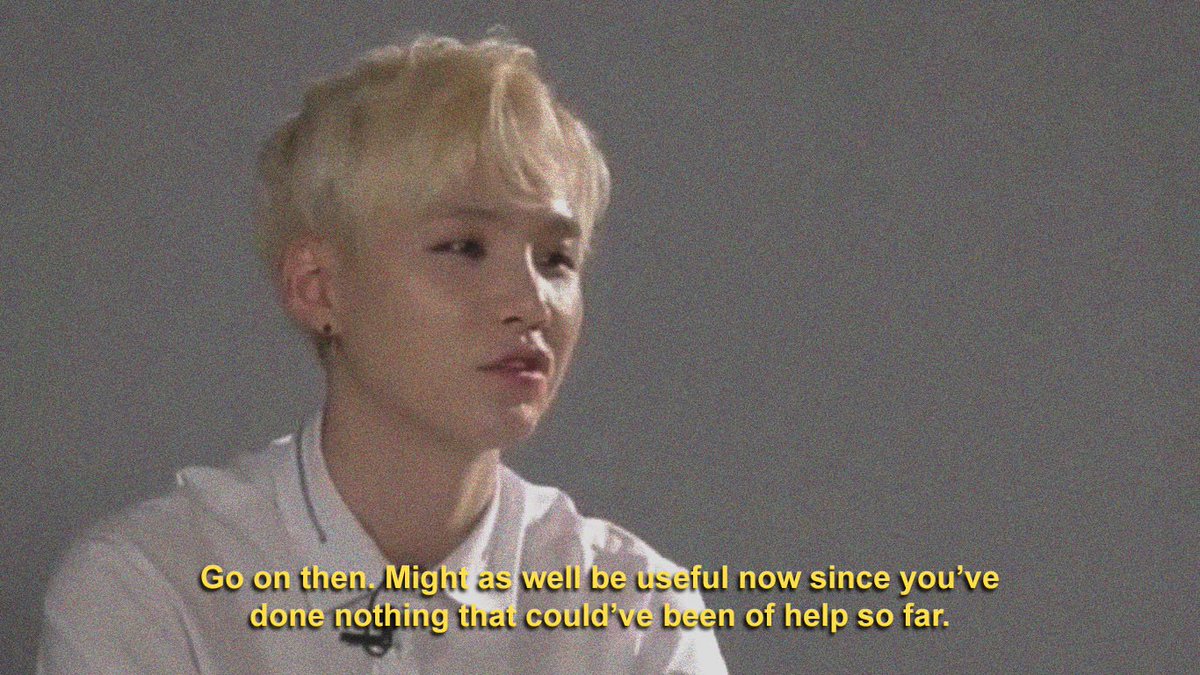 Go on then. Might as well be useful now since you’ve
done nothing that could’ve been of help so far.